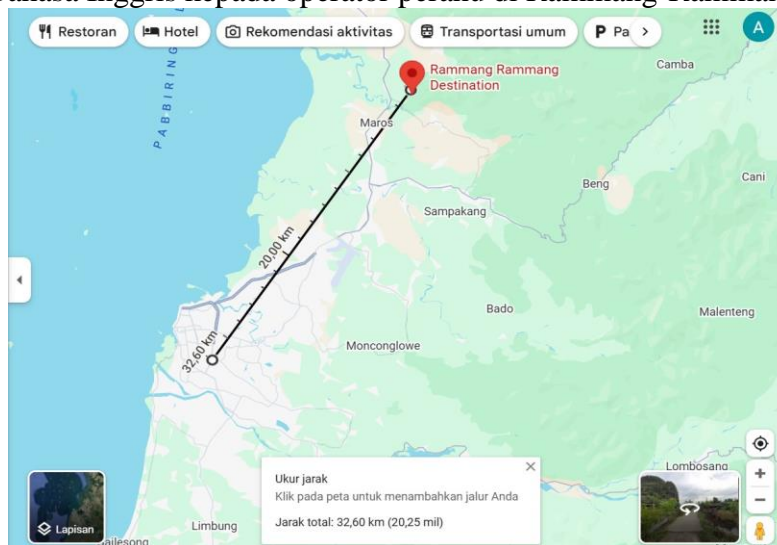 Restoran
Hotel
Rekomendasi aktivitas
Transportasi umum
P Pa
A
Rammang Rammang
Destination
Camba
PABBIRING
Maros
Beng
Cani
Sampakang
20,00 km
Bado
Malenteng
32,60 km
Monconglowe
Ukur jarak
Klik pada peta untuk menambahkan jalur Anda
Jarak total: 32,60 km (20,25 mil)
Lombosang
Lapisan
Limbung